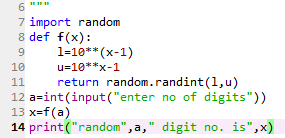 6 """
7 import random
8 def f(x):
9     l=10**(x-1)
10     u=10**x-1
11     return random.randint(l,u)
12 a=int(input("enter no of digits"))
13 x=f(a)
14 print("random",a," digit no. is",x)